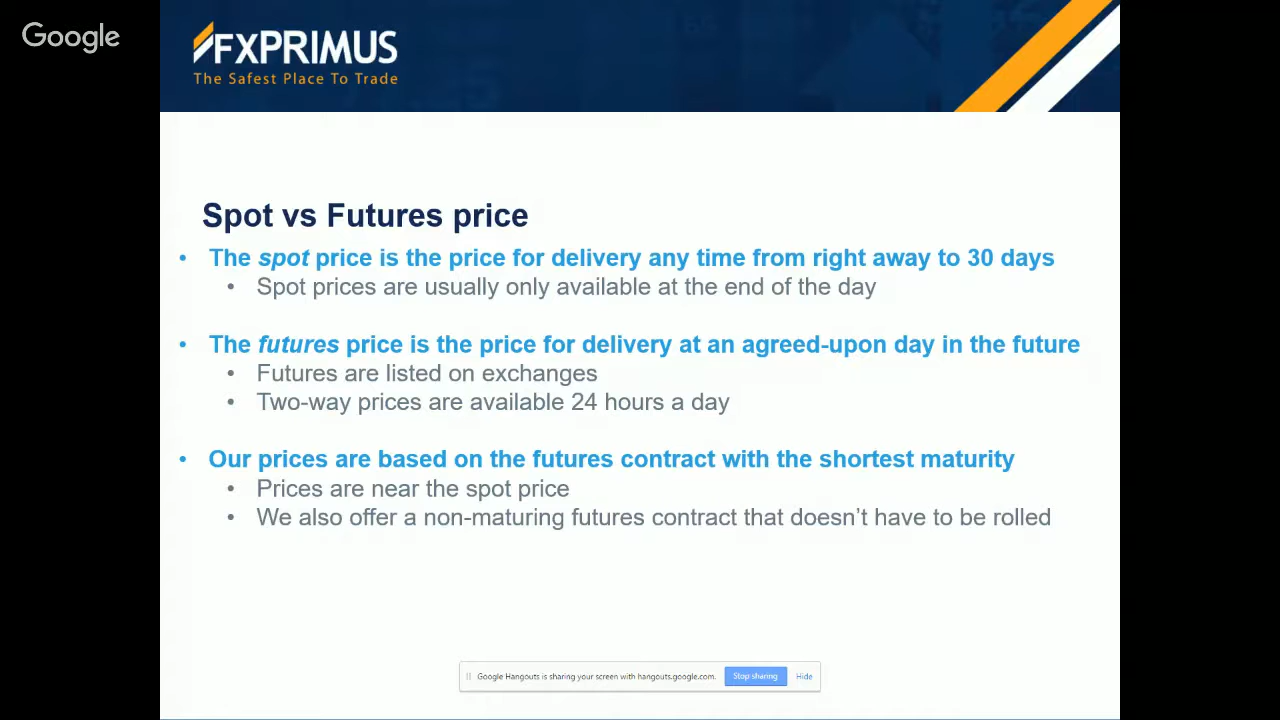 Google
FXPRIMUS
The Safest Place To Trade
Spot vs Futures price
• The spot price is the price for delivery any time from right away to 30 days
• Spot prices are usually only available at the end of the day
• The futures price is the price for delivery at an agreed-upon day in the future
• Futures are listed on exchanges
• Two-way prices are available 24 hours a day
• Our prices are based on the futures contract with the shortest maturity
• Prices are near the spot price
• We also offer a non-maturing futures contract that doesn’t have to be rolled
Google Hangouts is sharing your screen with hangouts.google.com. Stop sharing Hide